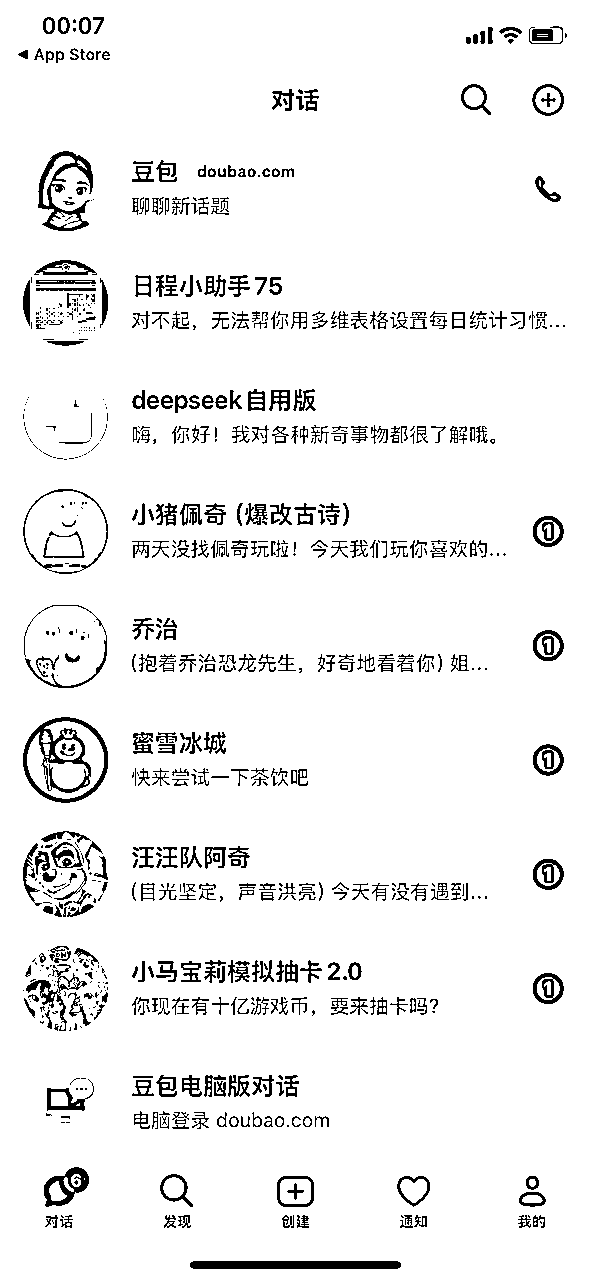 00:07
◀ App Store
对话
豆包 doubao.com
聊聊新话题
日程小助手75
对不起，无法帮你用多维表格设置每日统计习惯...
deepseek自用版
嗨，你好！我对各种新奇事物都很了解哦。
小猪佩奇（爆改古诗）
两天没找佩奇玩啦！今天我们玩你喜欢的...
1
乔治
（抱着乔治恐龙先生，好奇地看着你）姐...
1
蜜雪冰城
快来尝试一下茶饮吧
1
汪汪队阿奇
（目光坚定，声音洪亮）今天有没有遇到...
1
小马宝莉模拟抽卡2.0
你现在有十亿游戏币，要来抽卡吗？
1
豆包电脑版对话
电脑登录 doubao.com
6
对话 发现 创建 通知 我的